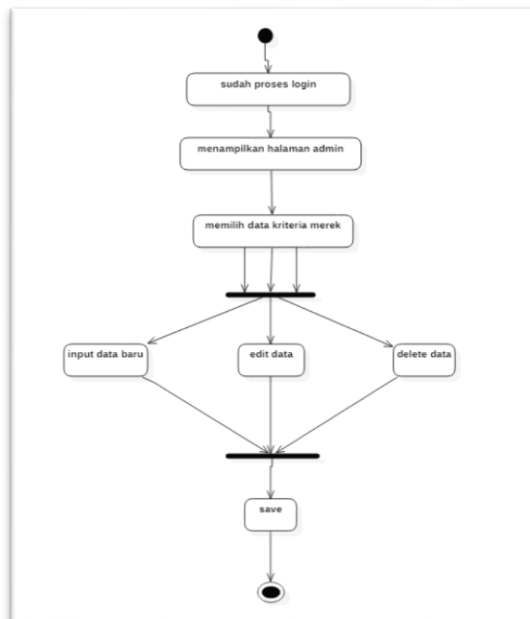 sudah proses login
menampilkan halaman admin
memilih data kriteria merek
input data baru
edit data
delete data
save